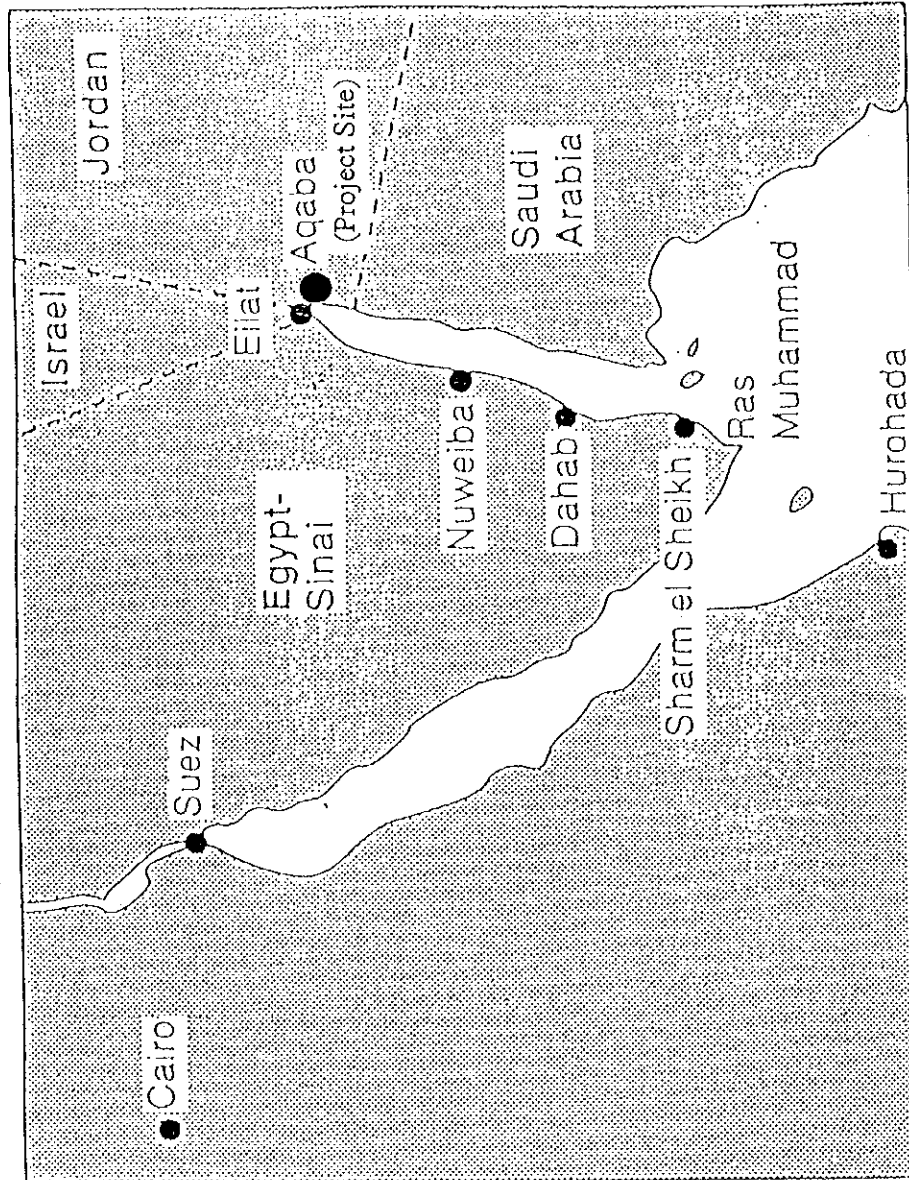 Jordan
Israel
Aqaba
(Project Site)
Eilat
Saudi
Arabia
Egypt-
Sinai
Nuweiba
Dahab
Sharm el Sheikh
Ras
Muhammad
Hurohada
Suez
Cairo